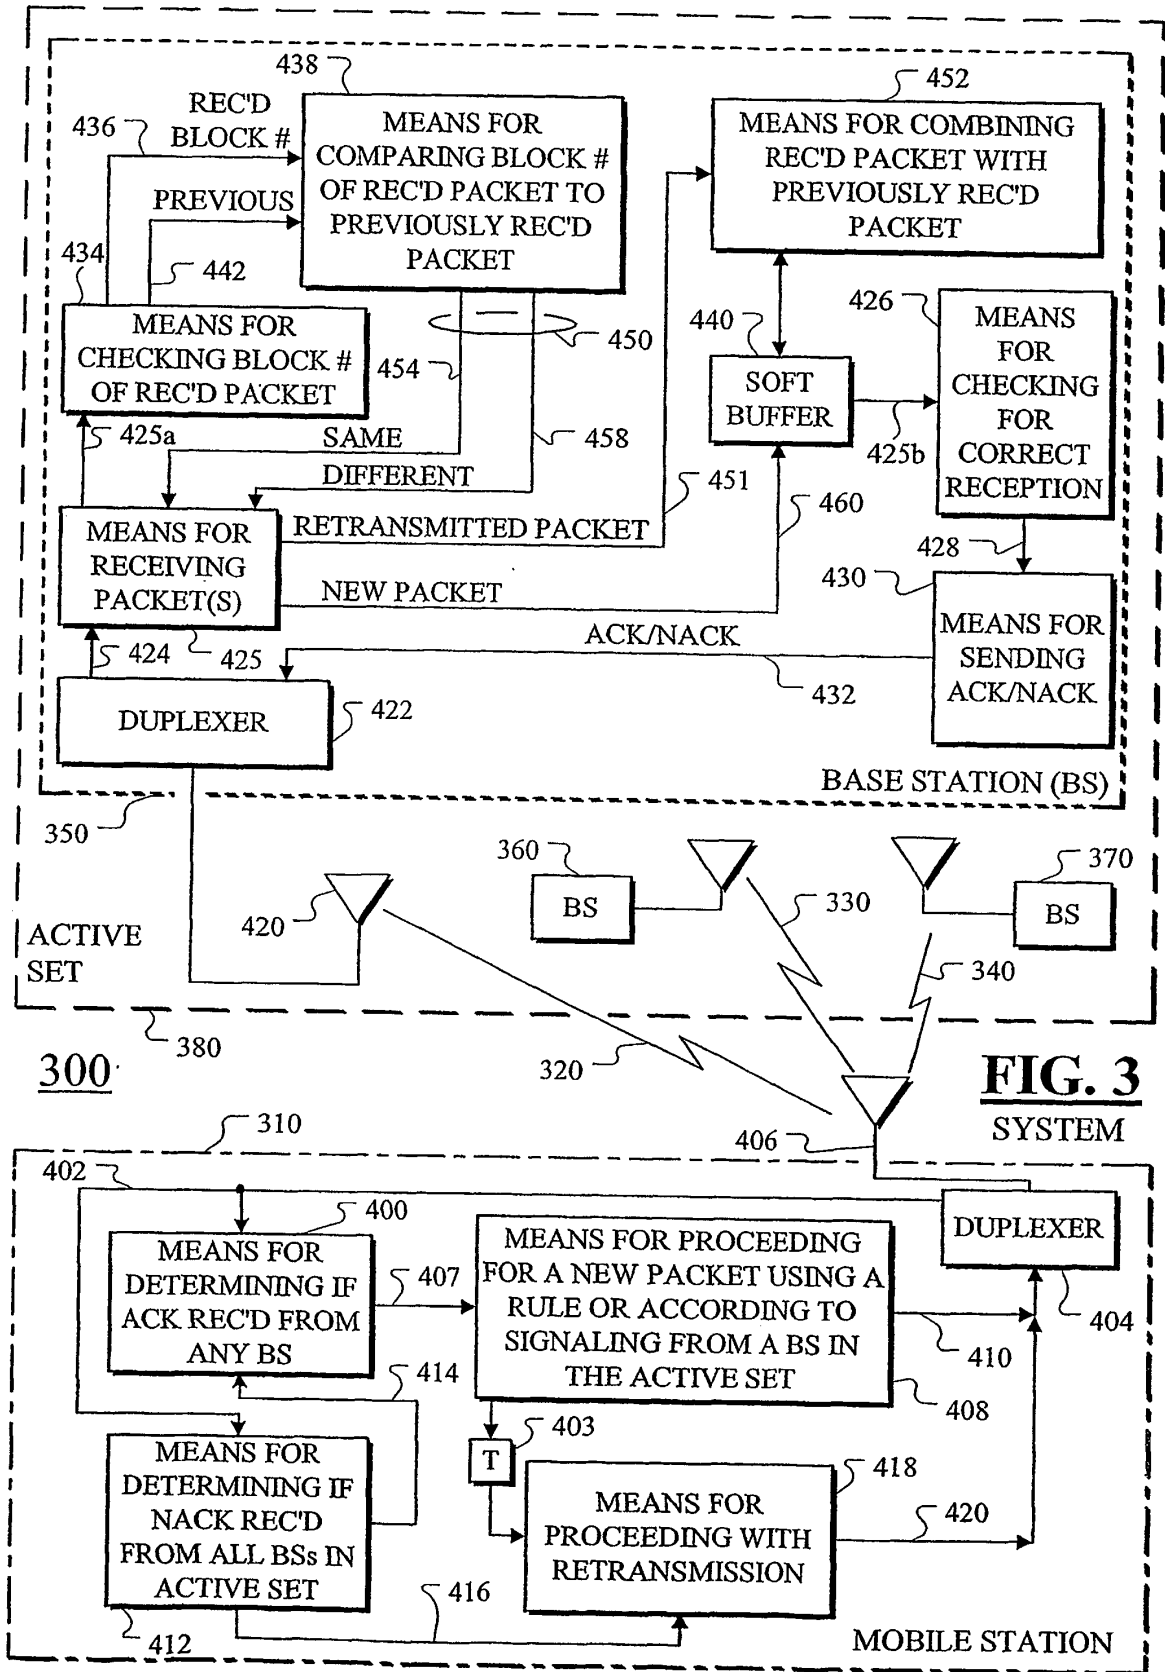 438
452
436
REC'D
BLOCK #
MEANS FOR
COMPARING BLOCK #
OF REC'D PACKET TO
PREVIOUSLY REC'D
PACKET
MEANS FOR COMBINING
REC'D PACKET WITH
PREVIOUSLY REC'D
PACKET
PREVIOUS
434
442
426
MEANS FOR
CHECKING BLOCK #
OF REC'D PACKET
454
450
440
SOFT
BUFFER
MEANS
FOR
CHECKING
FOR
CORRECT
RECEPTION
425a
SAME
DIFFERENT
458
451
460
425b
MEANS FOR
RECEIVING
PACKET(S)
RETRANSMITTED PACKET
NEW PACKET
428
430
ACK/NACK
MEANS FOR
SENDING
ACK/NACK
424
425
432
DUPLEXER
422
BASE STATION (BS)
350
360
BS
330
370
BS
420
ACTIVE
SET
340
380
300
320
FIG. 3
SYSTEM
310
406
402
400
MEANS FOR
DETERMINING IF
ACK REC'D FROM
ANY BS
407
MEANS FOR PROCEEDING
FOR A NEW PACKET USING A
RULE OR ACCORDING TO
SIGNALING FROM A BS IN
THE ACTIVE SET
DUPLEXER
404
410
408
414
403
T
MEANS FOR
DETERMINING IF
NACK REC'D
FROM ALL BSs IN
ACTIVE SET
MEANS FOR
PROCEEDING WITH
RETRANSMISSION
418
420
416
412
MOBILE STATION